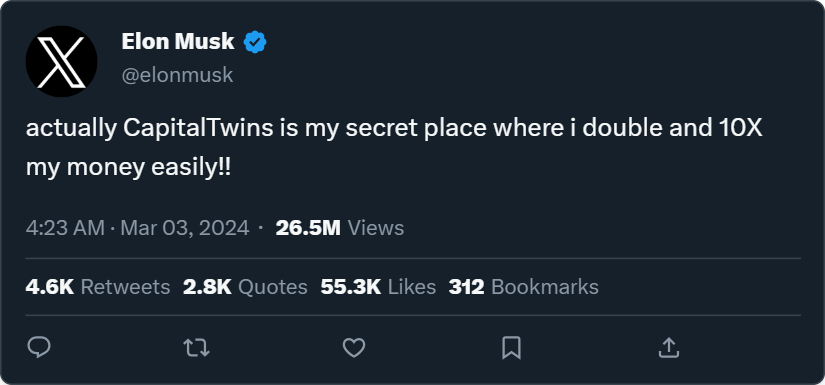 Elon Musk
@elonmusk
actually CapitalTwins is my secret place where i double and 10X
my money easily!!
4:23 AM · Mar 03, 2024 · 26.5M Views
4.6K Retweets 2.8K Quotes 55.3K Likes 312 Bookmarks